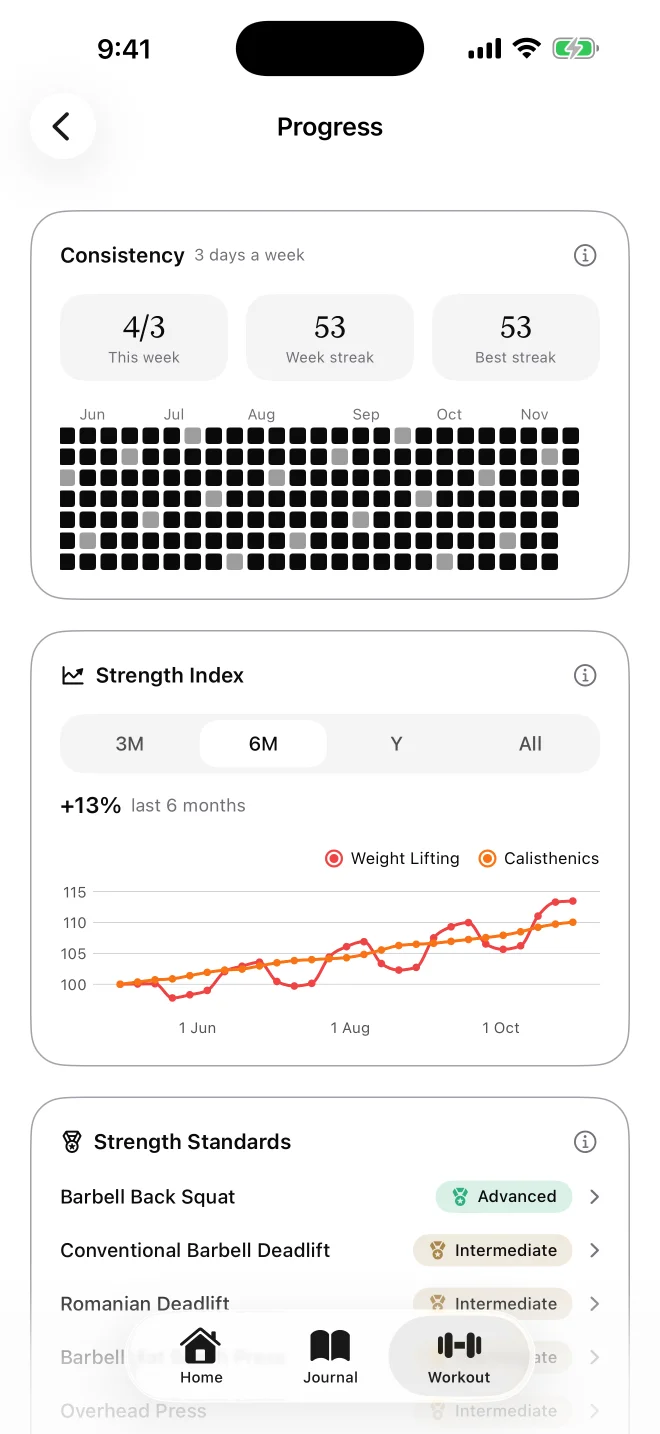 9:41
Progress
Consistency 3 days a week
4/3 53 53
This week Week streak Best streak
Jun Jul Aug Sep Oct Nov
Strength Index
3M 6M Y All
+13% last 6 months
Weight Lifting Calisthenics
115
110
105
100
1 Jun 1 Aug 1 Oct
Strength Standards
Barbell Back Squat Advanced
Conventional Barbell Deadlift Intermediate
Romanian Deadlift Intermediate
Barbell
Home Journal Workout
Overhead Press Intermediate